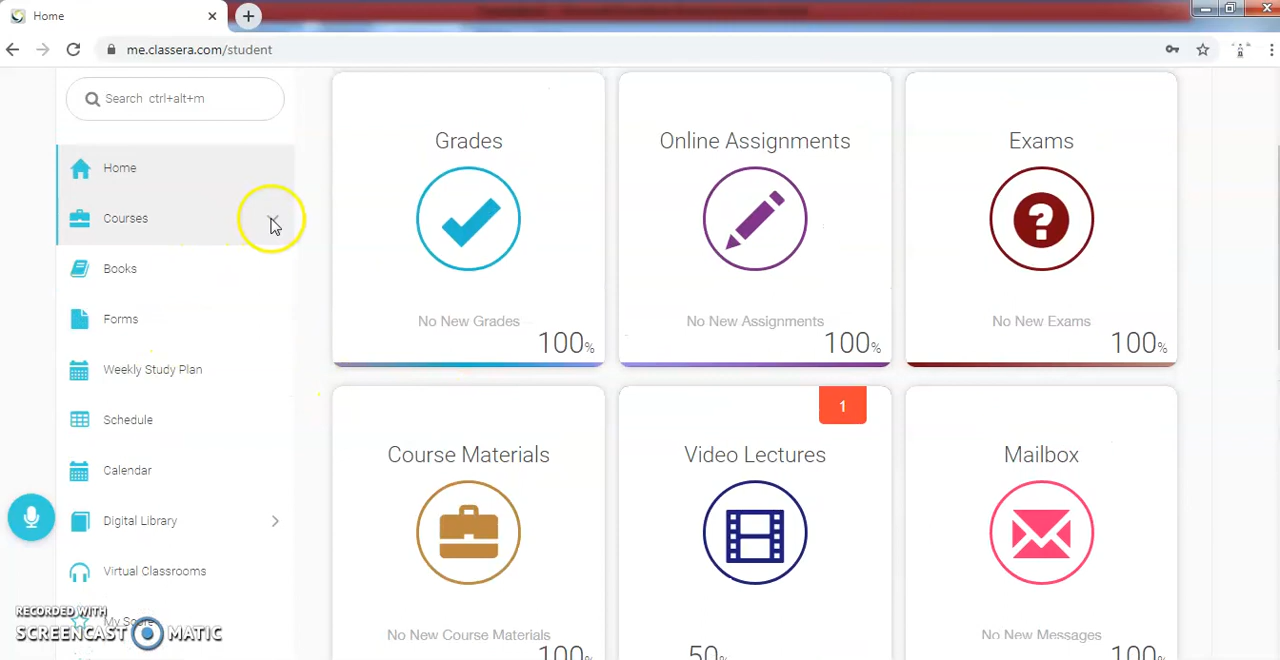 Home
me.classera.com/student
Search ctrl+alt+m
Home
Courses
Books
Forms
Weekly Study Plan
Schedule
Calendar
Digital Library
Virtual Classrooms
My Score
Grades
No New Grades
100%
Online Assignments
No New Assignments
100%
Exams
No New Exams
100%
Course Materials
No New Course Materials
100%
1
Video Lectures
50%
Mailbox
No New Messages
100%
RECORDED WITH
SCREENCAST MATIC